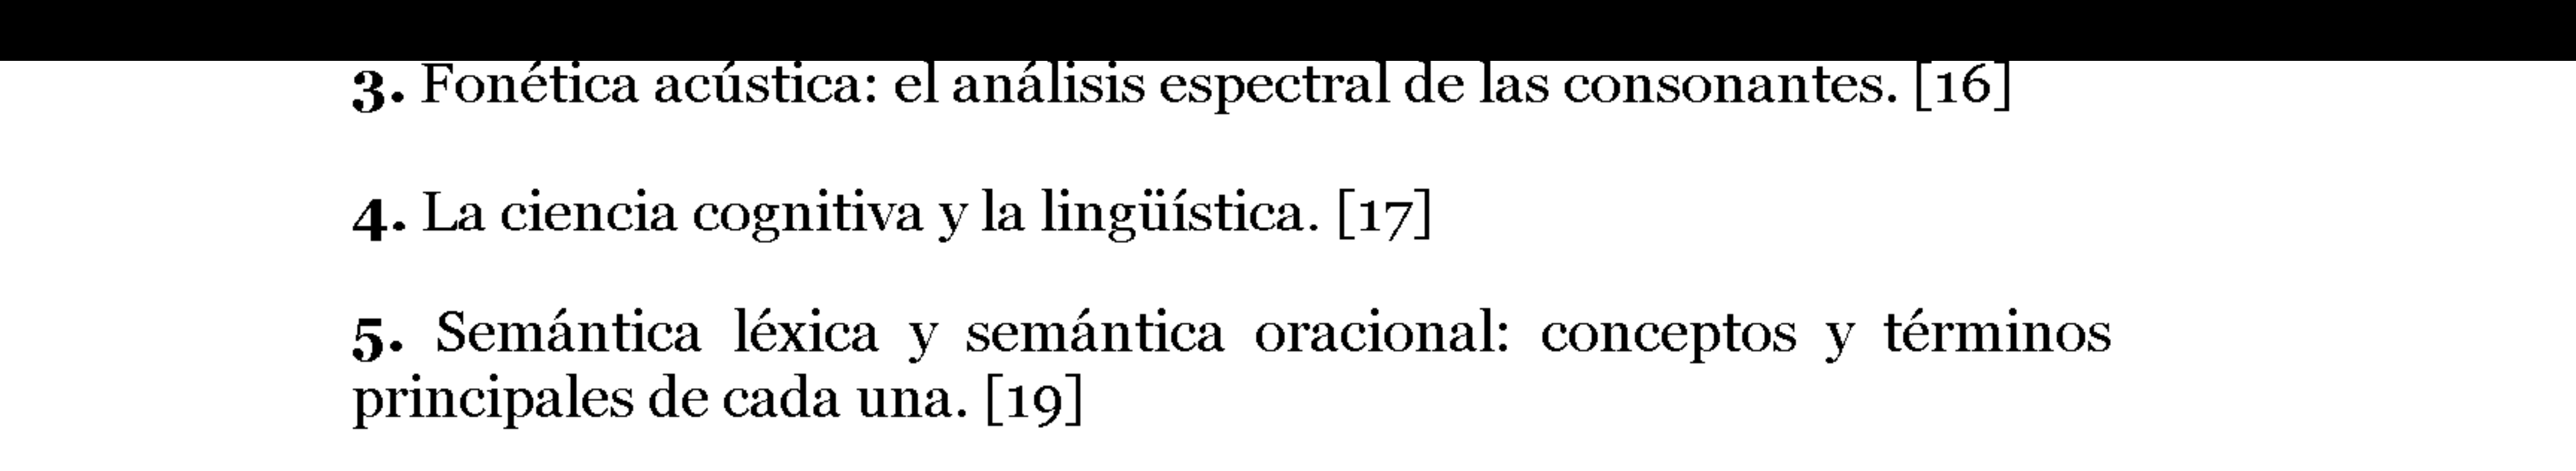 3. Fonética acústica: el análisis espectral de las consonantes. [16]
4. La ciencia cognitiva y la lingüística. [17]
5. Semántica léxica y semántica oracional: conceptos y términos
principales de cada una. [19]